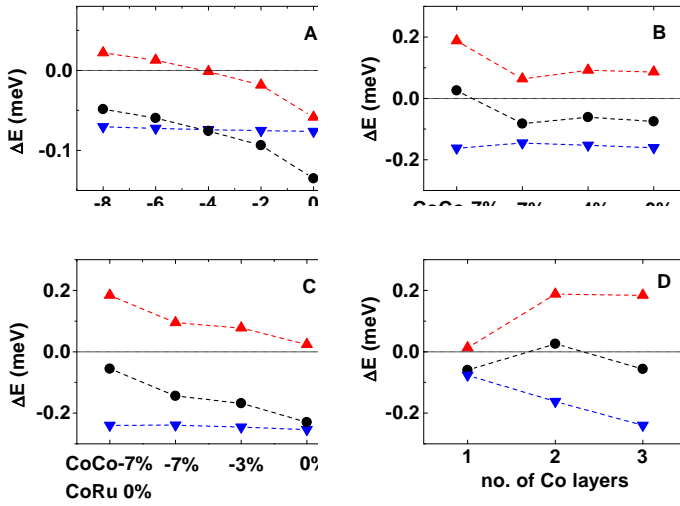 A
0.0
-0.1
ΔE (meV)
-8 -6 -4 -2 0
B
0.2
0.0
-0.2
ΔE (meV)
C
0.2
0.0
-0.2
ΔE (meV)
CoCo-7% -7% -3% 0%
CoRu 0%
D
0.2
0.0
-0.2
ΔE (meV)
1 2 3
no. of Co layers